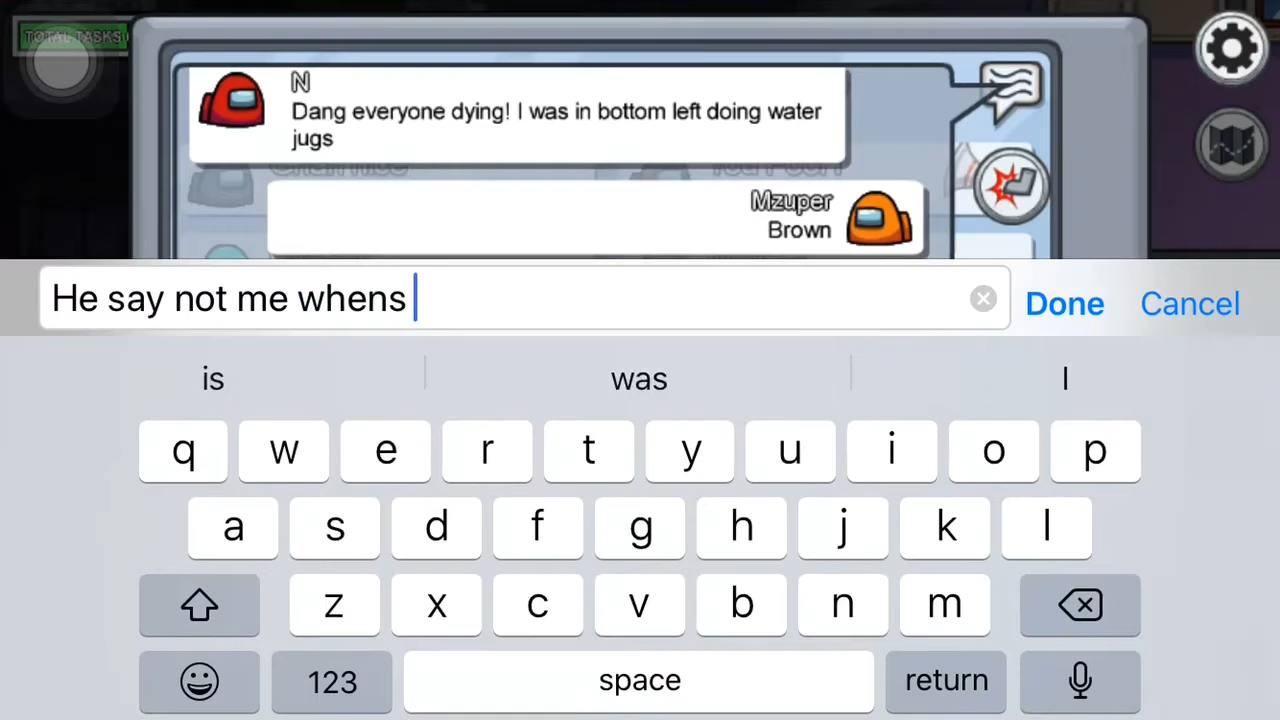 TOTAL TASKS
N
Dang everyone dying! I was in bottom left doing water
jugs
Mzuper
Brown
He say not me whens
Done
Cancel
is
was
I
q w e r t y u i o p
a s d f g h j k l
z x c v b n m
123
space
return